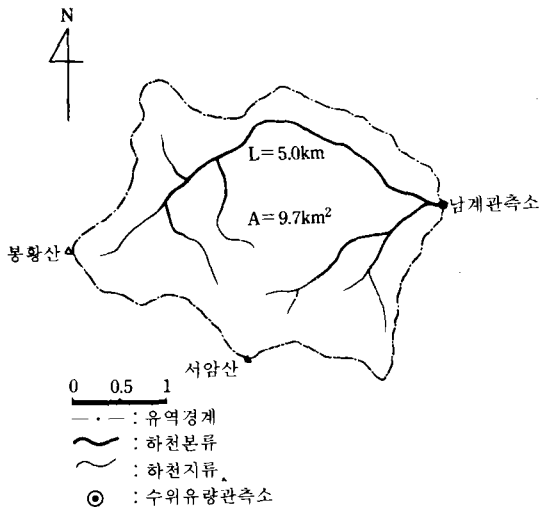 N
L=5.0km
A=9.7km²
남계관측소
봉황산
서암산
0 0.5 1
: 유역경계
: 하천본류
: 하천지류
: 수위유량관측소